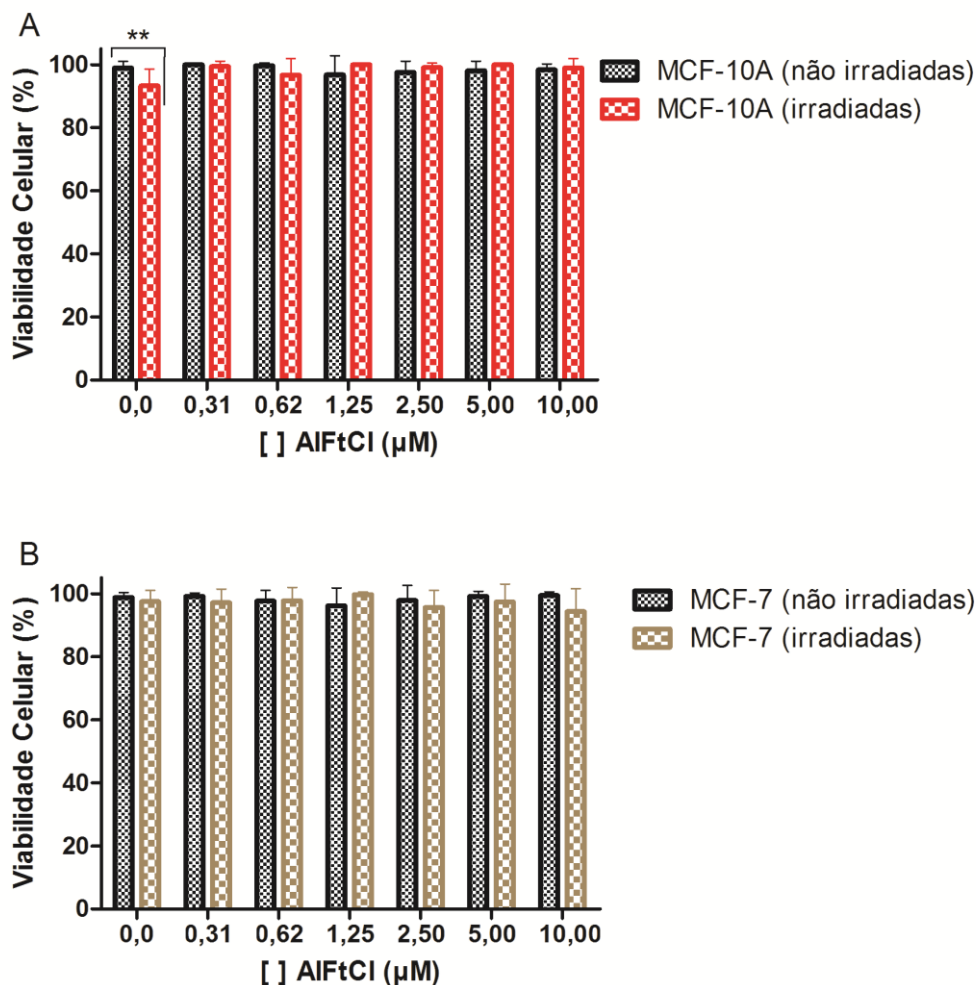 A
**
Viabilidade Celular (%)
100
80
60
40
20
0
0,0 0,31 0,62 1,25 2,50 5,00 10,00
[ ] AlFtCl (µM)
MCF-10A (não irradiadas)
MCF-10A (irradiadas)
B
Viabilidade Celular (%)
100
80
60
40
20
0
0,0 0,31 0,62 1,25 2,50 5,00 10,00
[ ] AlFtCl (µM)
MCF-7 (não irradiadas)
MCF-7 (irradiadas)